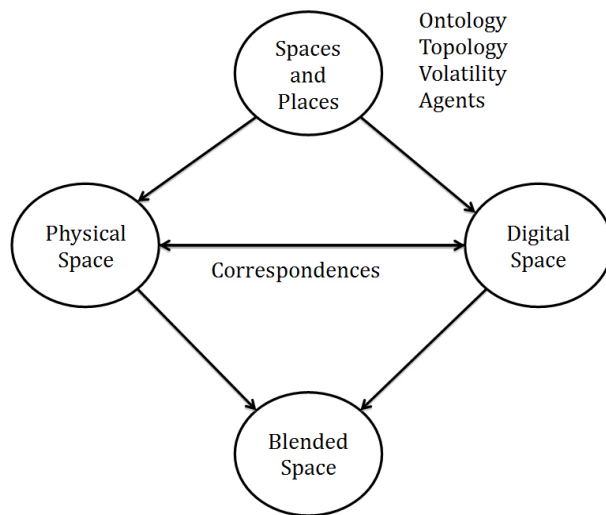 Spaces
and
Places
Ontology
Topology
Volatility
Agents
Physical
Space
Correspondences
Digital
Space
Blended
Space